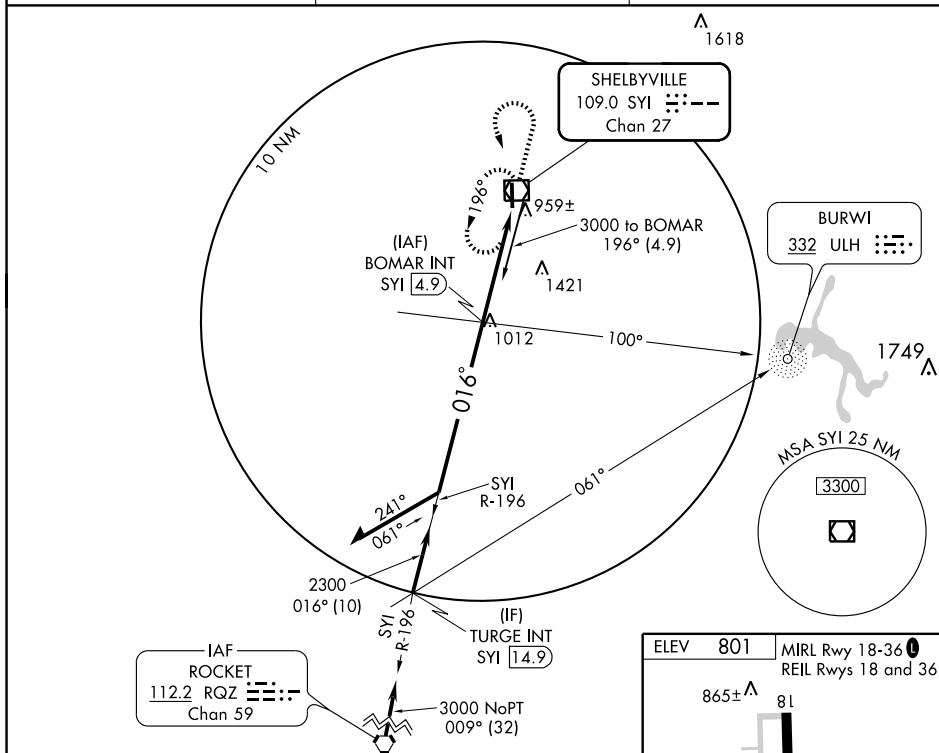 1618
SHELBYVILLE
109.0 SYI
Chan 27
10 NM
196°
959±
3000 to BOMAR
196° (4.9)
(IAF)
BOMAR INT
SYI 4.9
1421
BURWI
332 ULH
1012
100°
1749
016°
MSA SYI 25 NM
3300
SYI
R-196
061°
241°
061°
2300
016° (10)
(IF)
TURGE INT
SYI 14.9
SYI
R-196
IAF
ROCKET
112.2 RQZ
Chan 59
3000 NoPT
009° (32)
ELEV 801
MIRL Rwy 18-36 L
REIL Rwys 18 and 36
865±
18